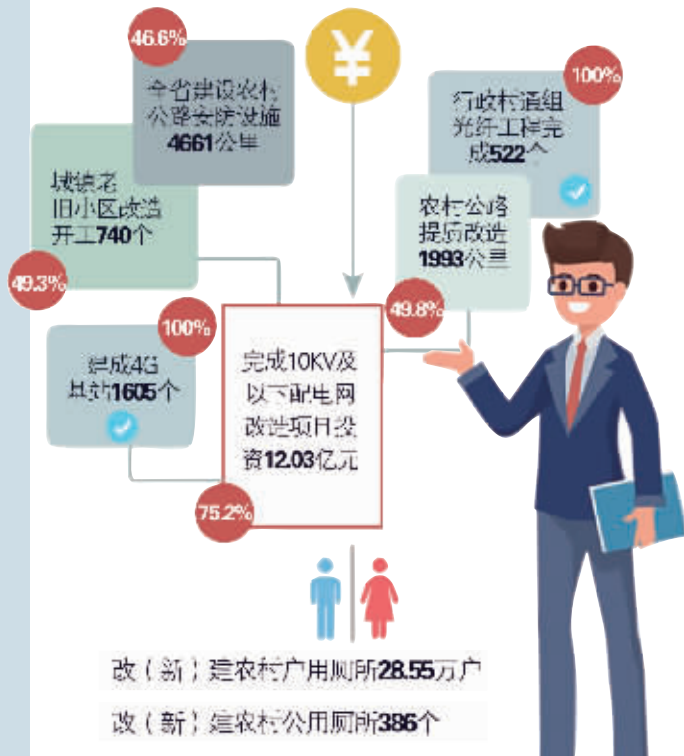 46.6%
全省建设农村
公路安防设施
4661公里
¥
100%
行政村通组
光纤工程完
成522个
城镇老
旧小区改造
开工740个
49.3%
农村公路
提质改造
1993公里
49.8%
100%
建成4G
基站1605个
完成10KV及
以下配电网
改造项目投
资12.03亿元
75.2%
改（新）建农村户用厕所28.55万户
改（新）建农村公用厕所386个